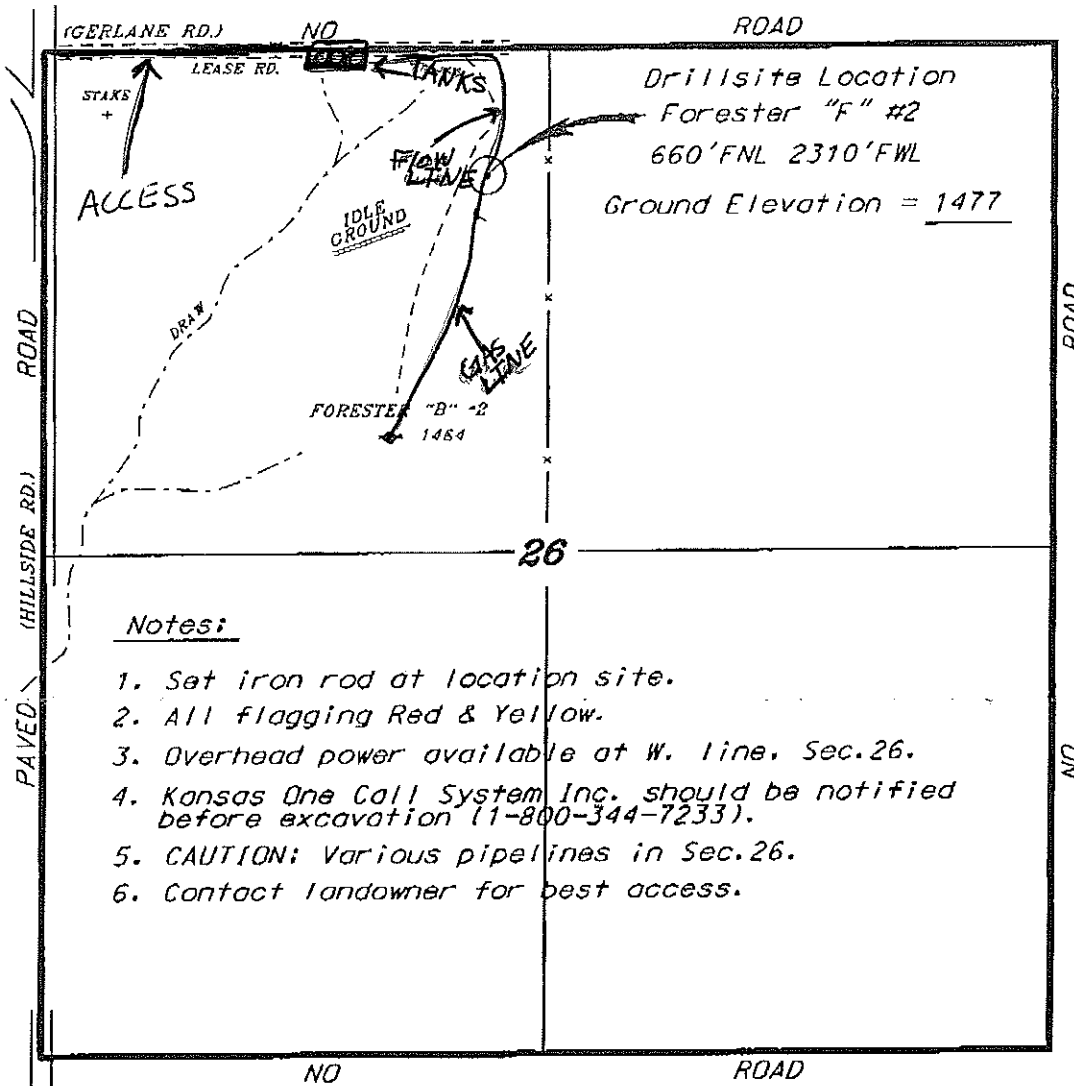 (GERLANE RD.)
NO
ROAD
LEASE RD.
TANKS
STAKE
+
ACCESS
FLOW
LINE
Drillsite Location
Forester "F" #2
660'FNL 2310'FWL
Ground Elevation = 1477
IDLE
GROUND
DRAW
GAS
LINE
FORESTER "B" -2
1464
ROAD
ROAD
(HILLSIDE RD.)
PAVED
NO
26
Notes:
1. Set iron rod at location site.
2. All flagging Red & Yellow.
3. Overhead power available at W. line, Sec.26.
4. Kansas One Call System Inc. should be notified
before excavation (1-800-344-7233).
5. CAUTION: Various pipelines in Sec.26.
6. Contact landowner for best access.
NO
ROAD